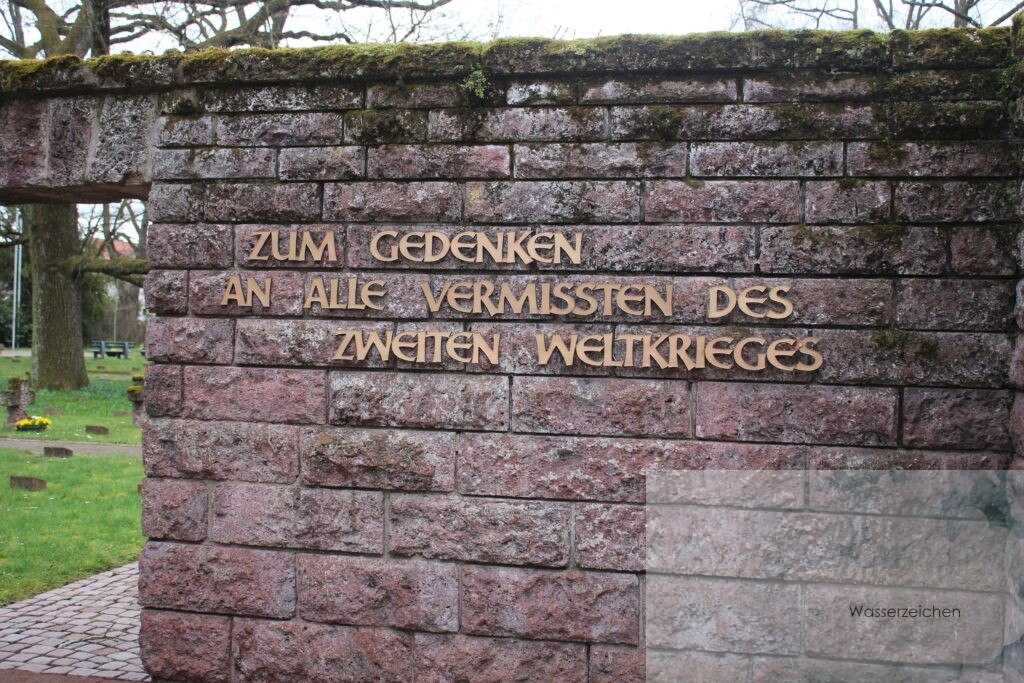 ZUM GEDENKEN
AN ALLE VERMISSTEN DES
ZWEITEN WELTKRIEGES
Wasserzeichen